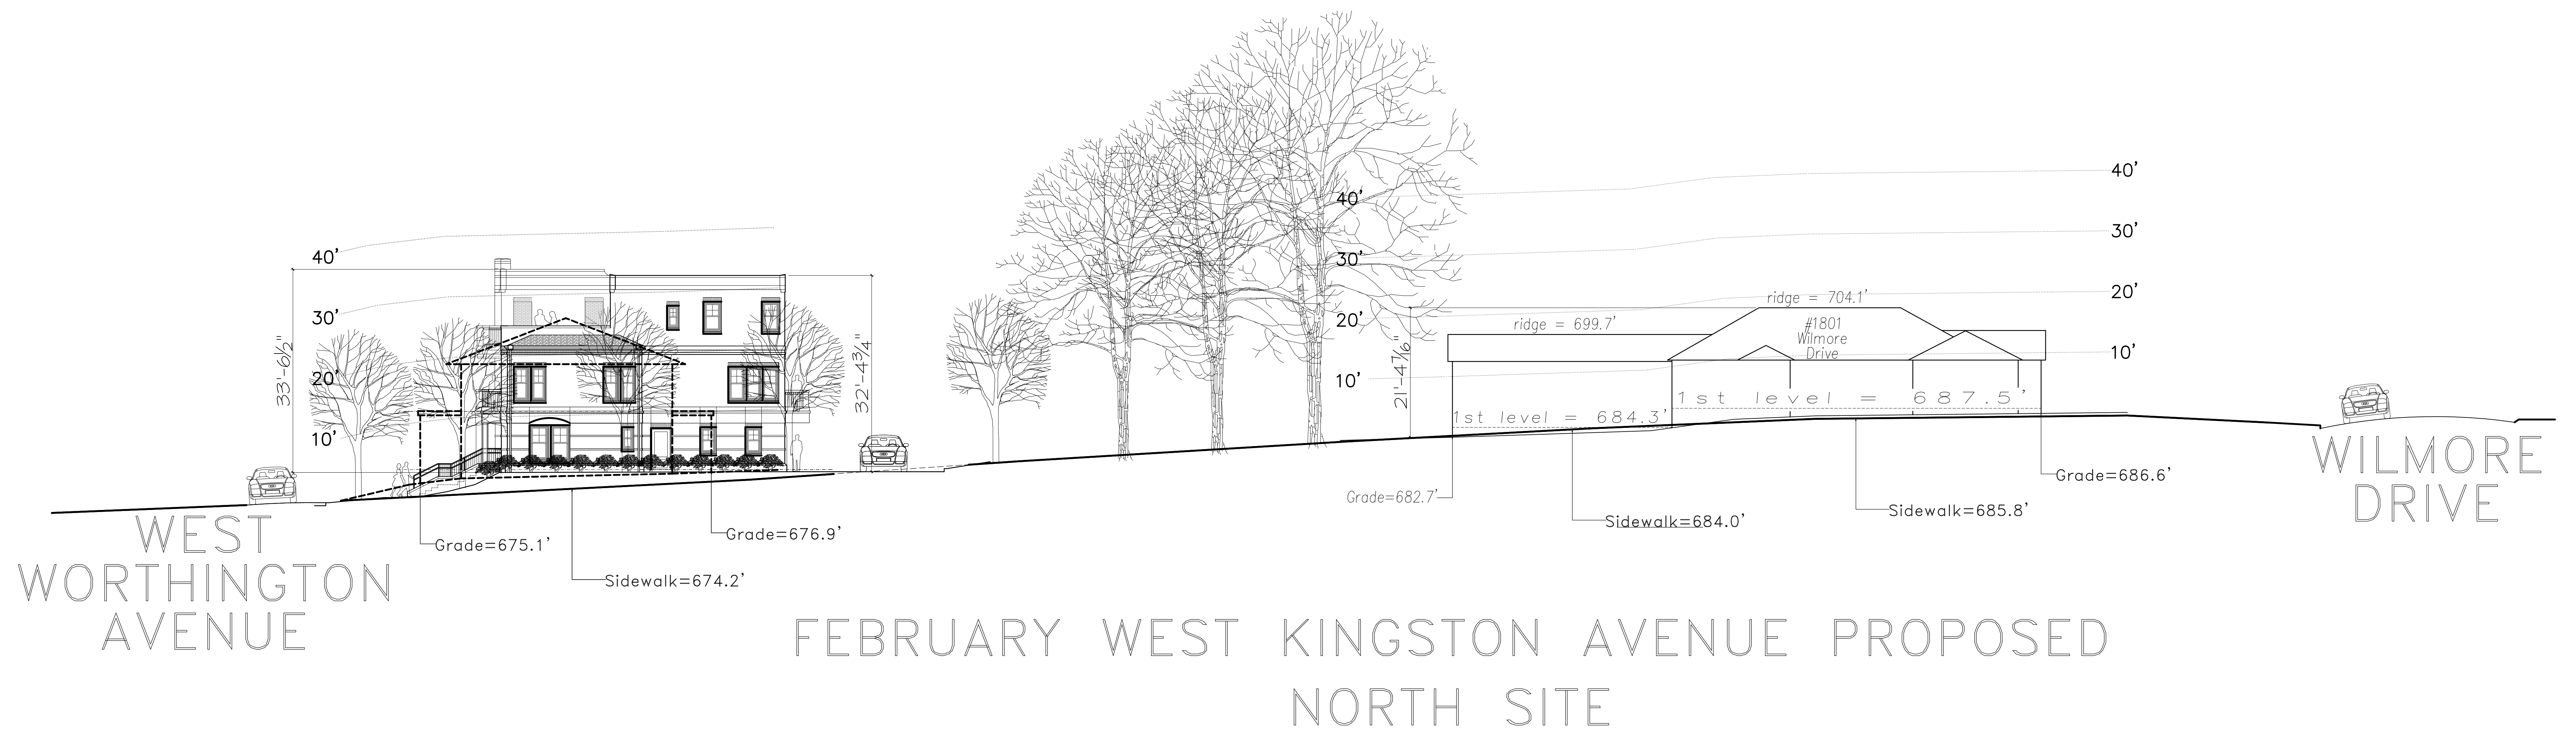 40'
30'
20'
10'
33'-6½"
32'-4¾"
40'
30'
20'
10'
40'
30'
20'
10'
21'-4⅞"
ridge = 699.7'
ridge = 704.1'
#1801
Wilmore
Drive
1st level = 684.3'
1st level = 687.5'
Grade=675.1'
Sidewalk=674.2'
Grade=676.9'
Grade=682.7'
Sidewalk=684.0'
Sidewalk=685.8'
Grade=686.6'
WEST
WORTHINGTON
AVENUE
WILMORE
DRIVE
FEBRUARY WEST KINGSTON AVENUE PROPOSED
NORTH SITE